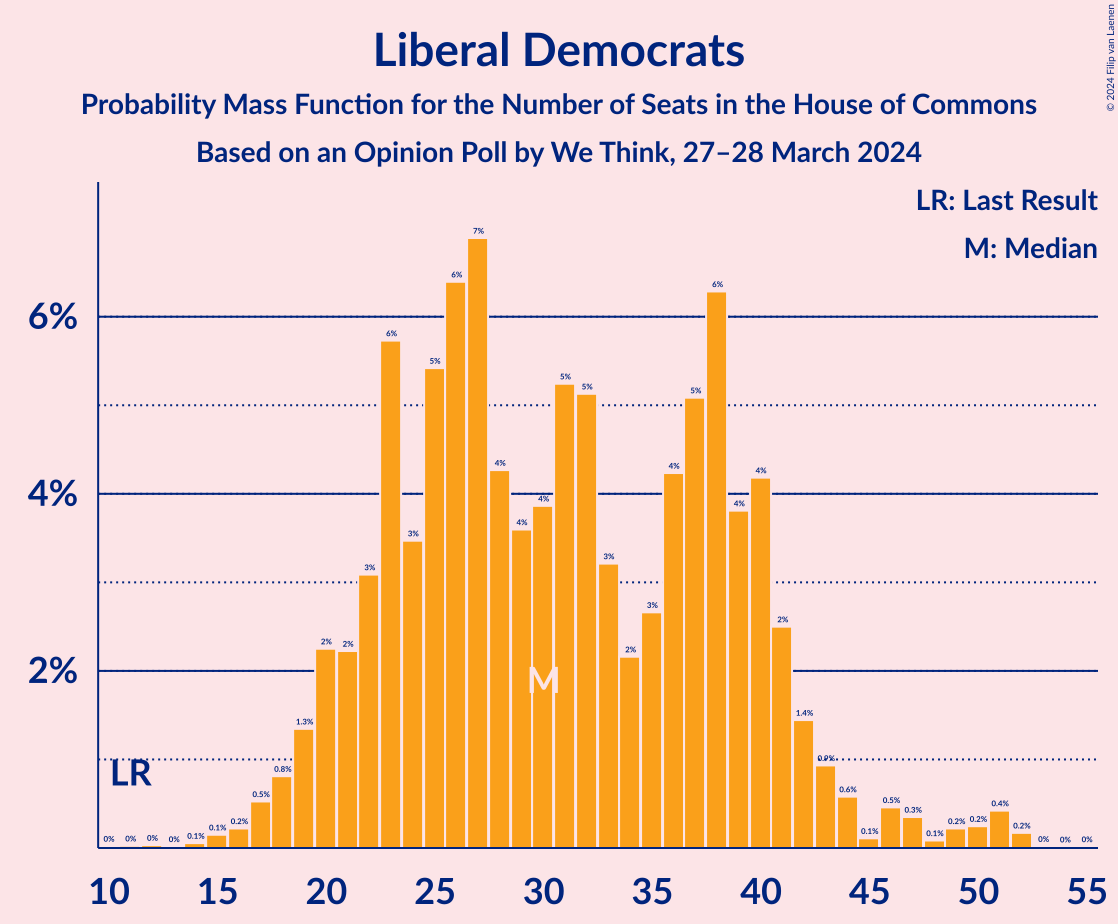 Liberal Democrats
Probability Mass Function for the Number of Seats in the House of Commons
Based on an Opinion Poll by We Think, 27–28 March 2024
© 2024 Filip van Laenen
LR: Last Result
M: Median
6%
4%
2%
0% 0% 0% 0% 0.1% 0.1% 0.2% 0.5% 0.8% 1.3% 2% 2% 3% 6% 3% 5% 6% 7% 4% 4% 4% 5% 5% 3% 2% 3% 4% 5% 6% 4% 4% 2% 1.4% 0.9% 0.6% 0.1% 0.5% 0.3% 0.1% 0.2% 0.2% 0.4% 0.2% 0% 0% 0%
LR
M
10 15 20 25 30 35 40 45 50 55